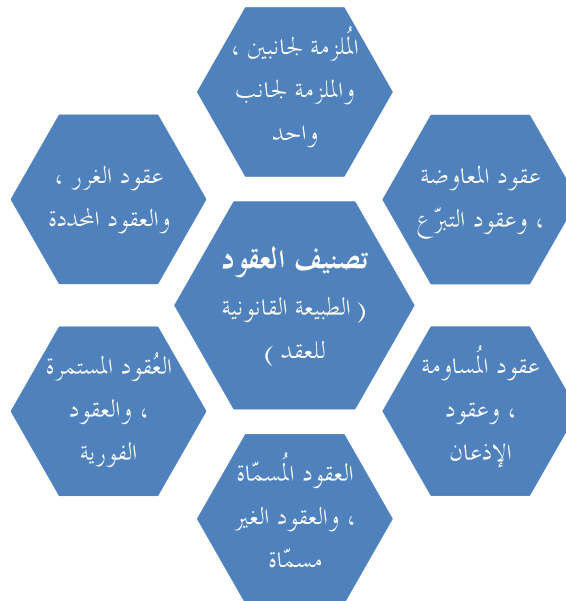 المُلزمة لجانبين ،
والملزمة لجانب
واحد
عقود المعاوضة
، وعقود التبرّع
عقود الغرر ،
والعقود المحددة
تصنيف العقود
( الطبيعة القانونية
للعقد )
عقود المُساومة
، وعقود
الإذعان
العُقود المستمرة
، والعقود
الفورية
العقود المُسمّاة
، والعقود الغير
مسمّاة